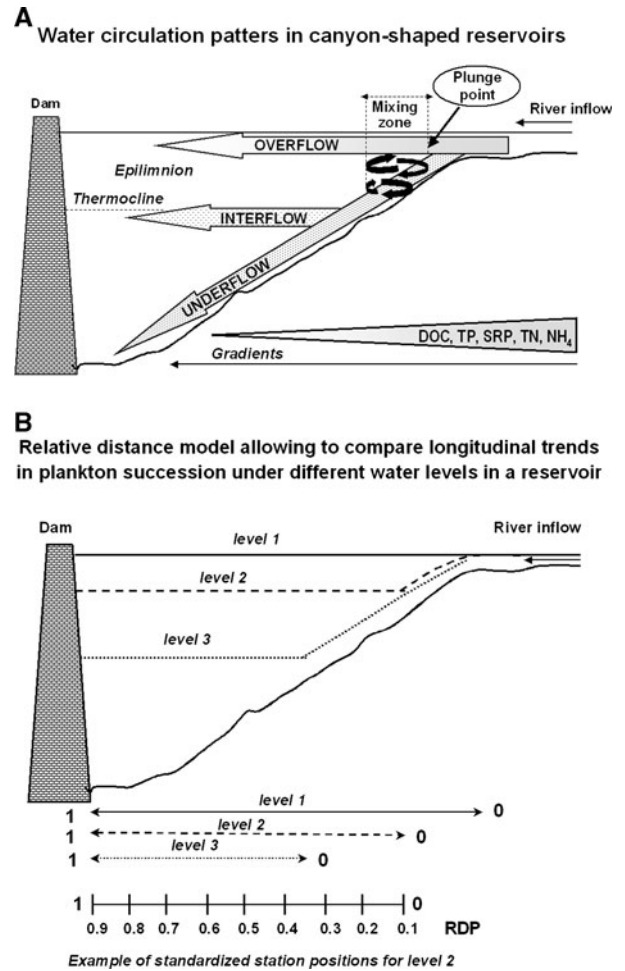 A
Water circulation patters in canyon-shaped reservoirs
Plunge
point
Dam
Mixing
zone
River inflow
OVERFLOW
Epilimnion
Thermocline
INTERFLOW
UNDERFLOW
DOC, TP, SRP, TN, NH4
Gradients
B
Relative distance model allowing to compare longitudinal trends
in plankton succession under different water levels in a reservoir
Dam
River inflow
level 1
level 2
level 3
1 level 1 0
1 level 2 0
1 level 3 0
1 0
0.9 0.8 0.7 0.6 0.5 0.4 0.3 0.2 0.1 RDP
Example of standardized station positions for level 2